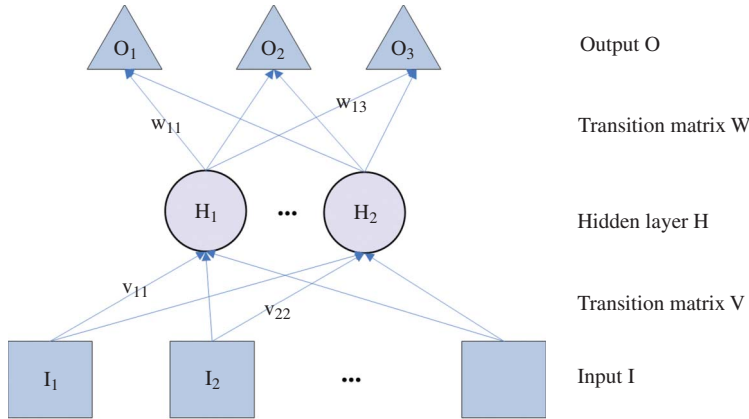 O₁ O₂ O₃ Output O
w₁₁ w₁₃ Transition matrix W
H₁ ... H₂ Hidden layer H
v₁₁ v₂₂ Transition matrix V
I₁ I₂ ... Input I